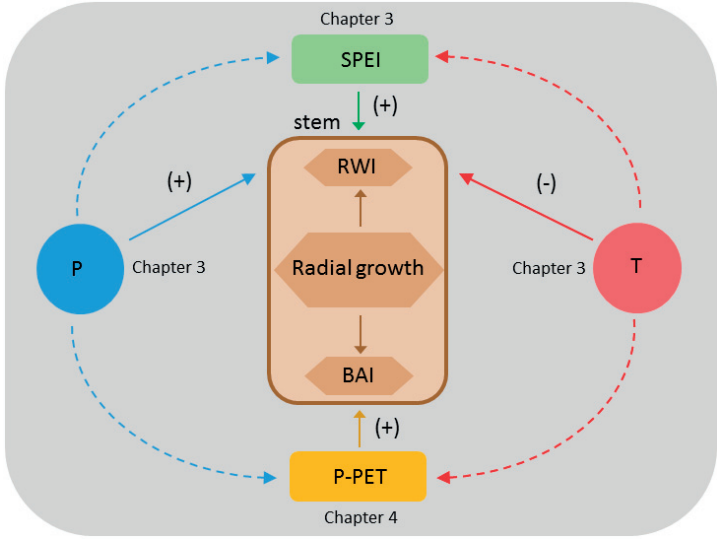 Chapter 3
SPEI
(+)
stem
RWI
(+)
(-)
P
Chapter 3
Radial growth
Chapter 3
T
BAI
(+)
P-PET
Chapter 4